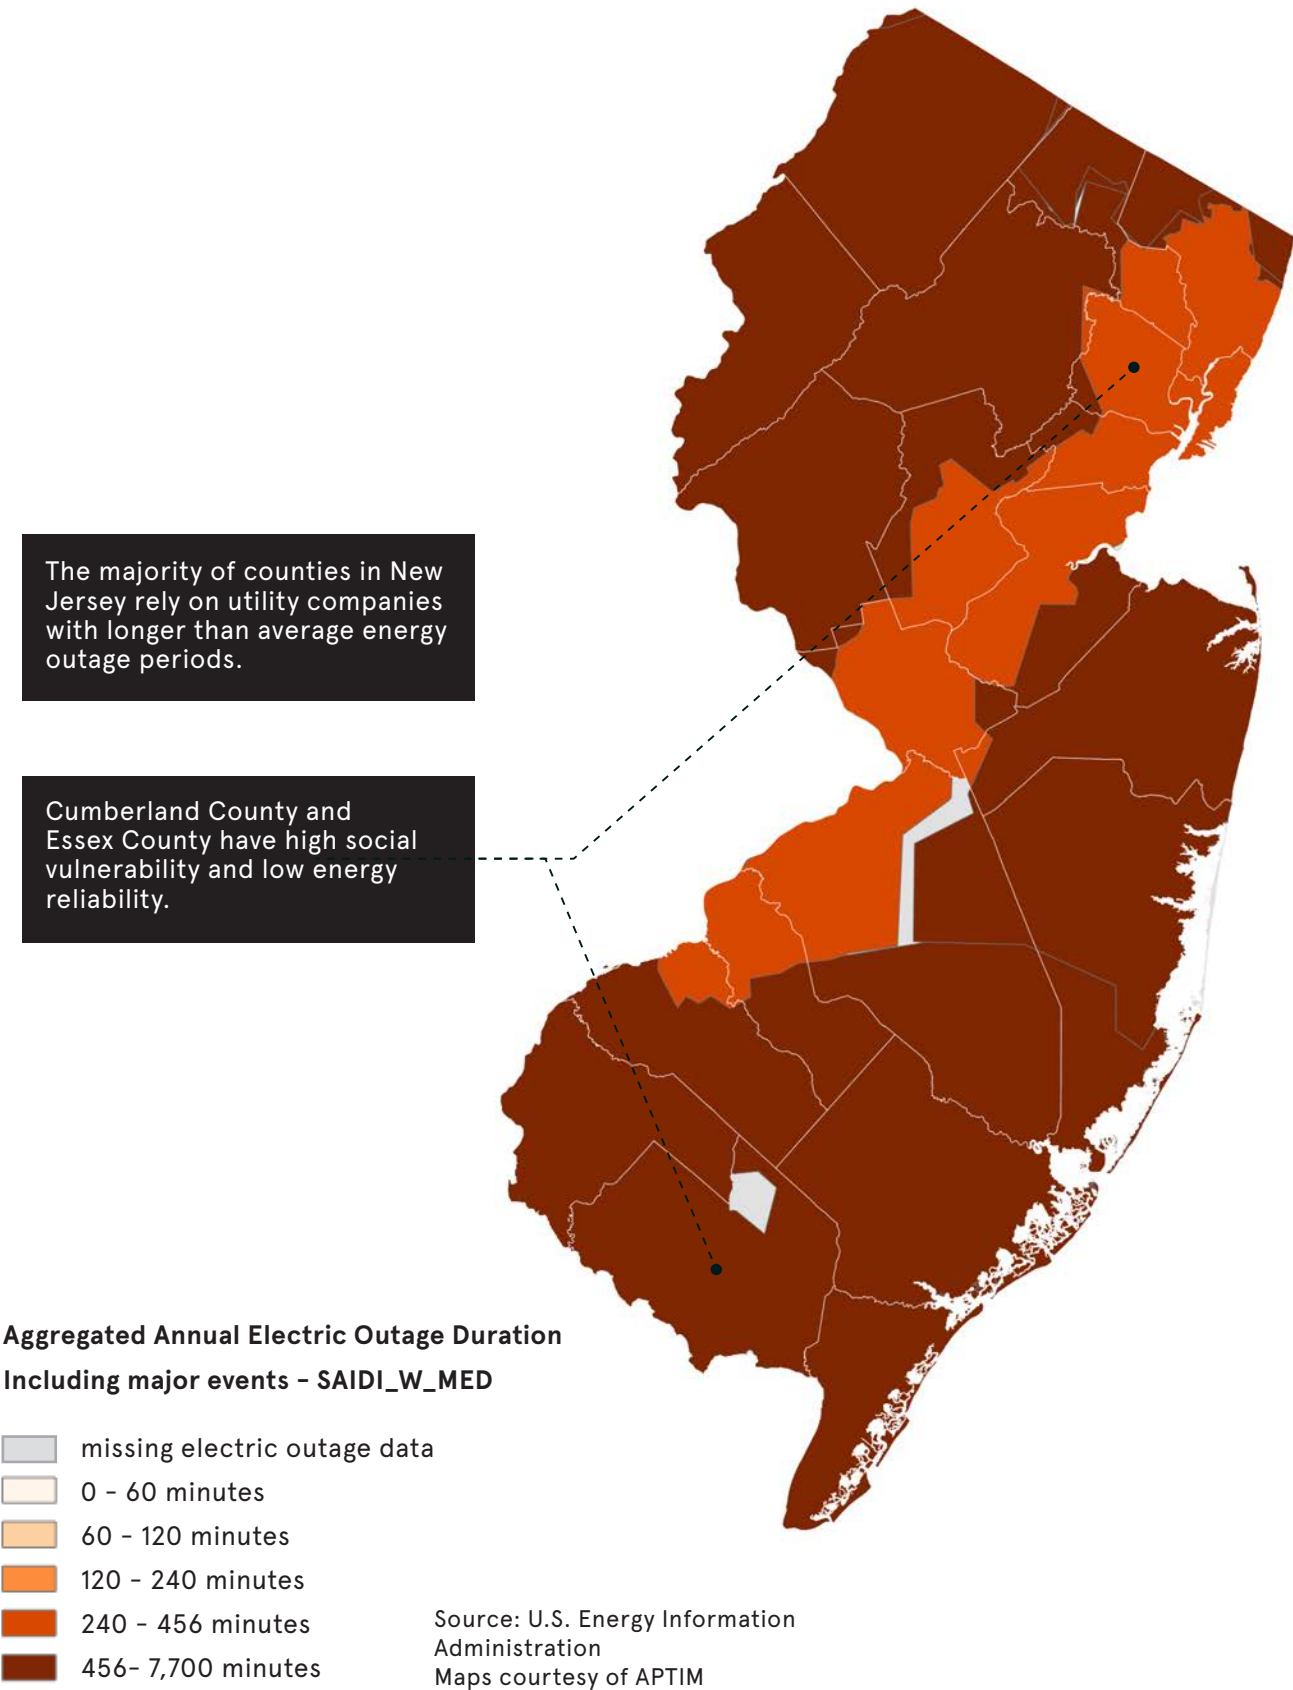 The majority of counties in New
Jersey rely on utility companies
with longer than average energy
outage periods.
Cumberland County and
Essex County have high social
vulnerability and low energy
reliability.
Aggregated Annual Electric Outage Duration
Including major events – SAIDI_W_MED
missing electric outage data
0 - 60 minutes
60 - 120 minutes
120 - 240 minutes
240 - 456 minutes
456- 7,700 minutes
Source: U.S. Energy Information
Administration
Maps courtesy of APTIM